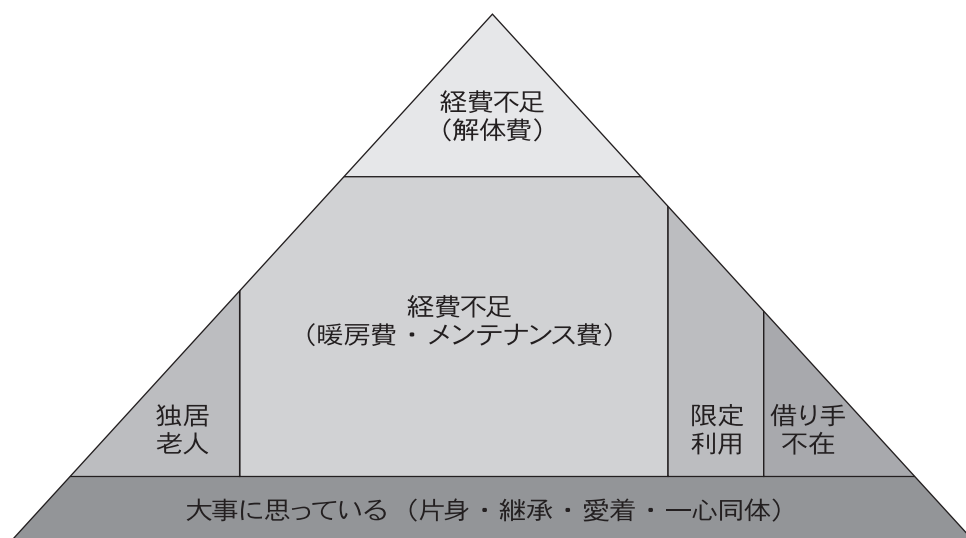 経費不足
（解体費）
経費不足
（暖房費・メンテナンス費）
独居
老人
限定
利用
借り手
不在
大事に思っている（片身・継承・愛着・一心同体）